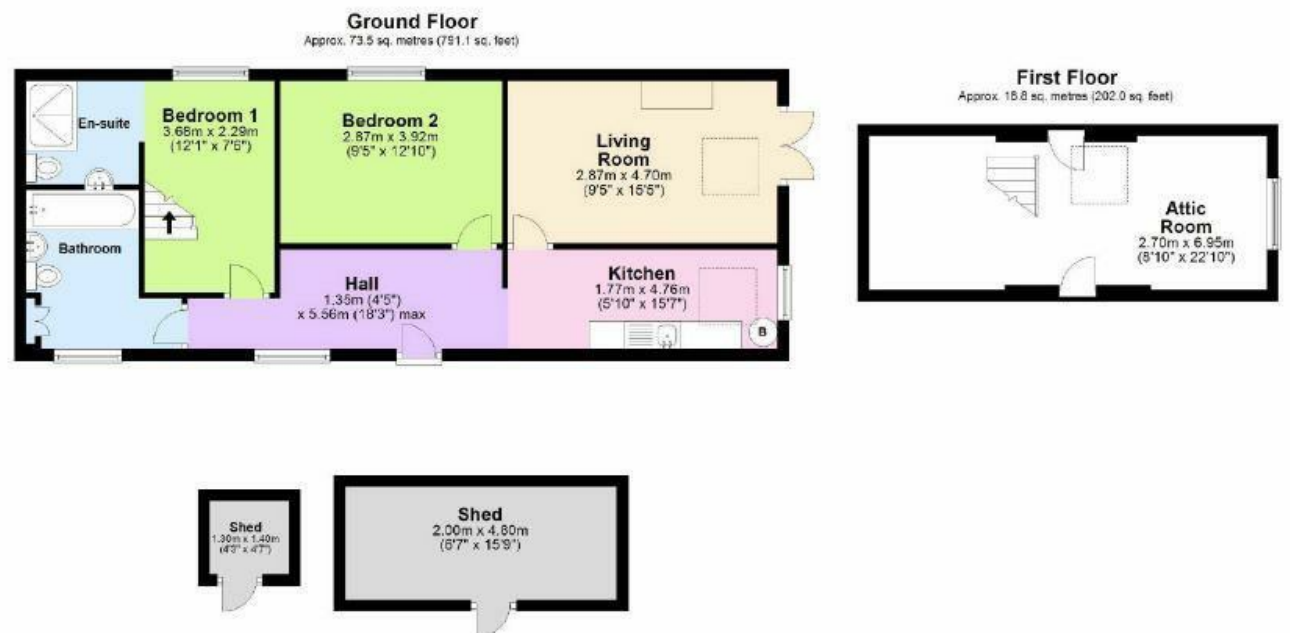 Ground Floor
Approx. 73.5 sq. metres (791.1 sq. feet)
First Floor
Approx. 18.8 sq. metres (202.0 sq. feet)
En-suite
Bedroom 1
3.68m x 2.29m
(12'1" x 7'6")
Bedroom 2
2.87m x 3.92m
(9'5" x 12'10")
Living
Room
2.87m x 4.70m
(9'5" x 15'5")
Attic
Room
2.70m x 6.95m
(8'10" x 22'10")
Bathroom
Hall
1.35m (4'5")
x 5.56m (18'3") max
Kitchen
1.77m x 4.76m
(5'10" x 15'7")
B
Shed
1.30m x 1.40m
(4'3" x 4'7")
Shed
2.00m x 4.80m
(6'7" x 15'9")